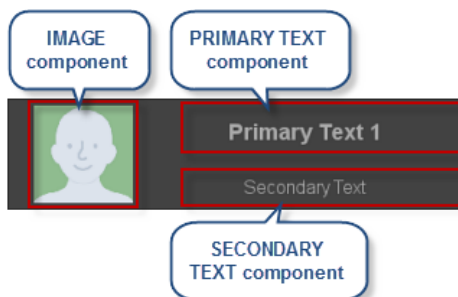 IMAGE
component
PRIMARY TEXT
component
Primary Text 1
Secondary Text
SECONDARY
TEXT component